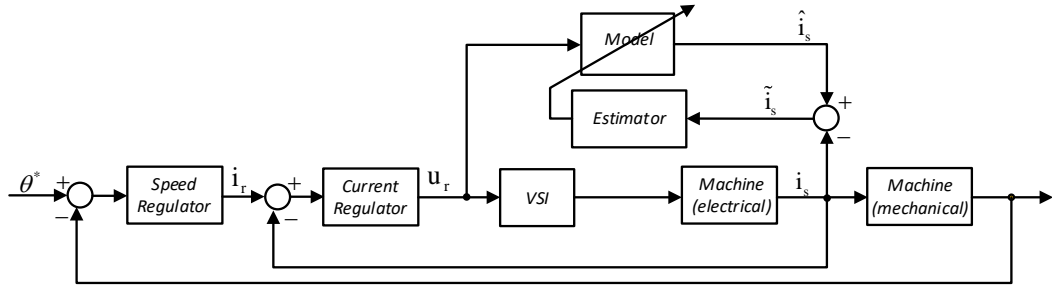 Model
î_s
+
Estimator
ĩ_s
−
θ*
+
−
Speed
Regulator
i_r
+
−
Current
Regulator
u_r
VSI
Machine
(electrical)
i_s
Machine
(mechanical)